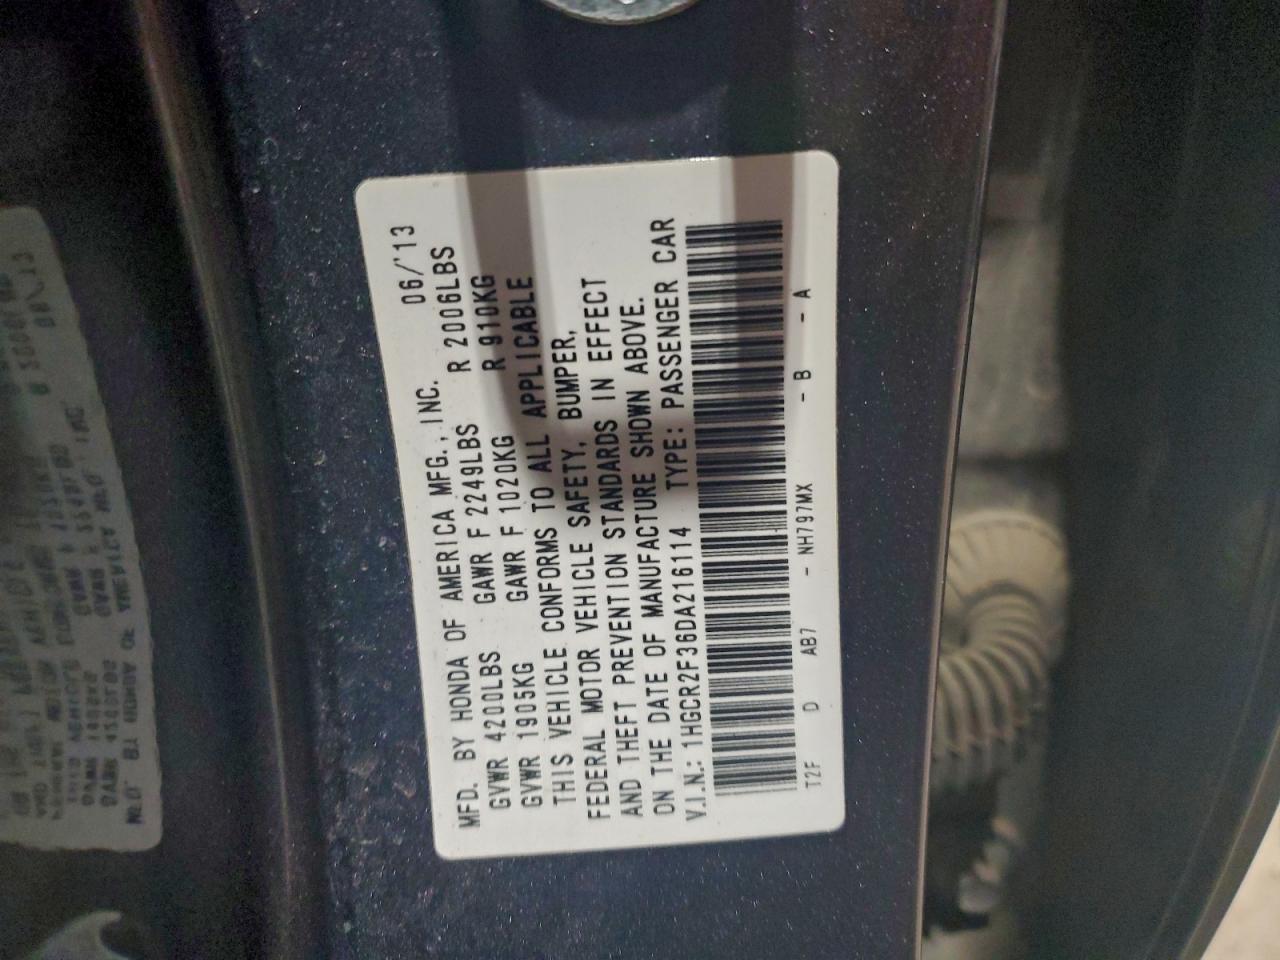 MFD. BY HONDA OF AMERICA MFG., INC. 06/'13
GVWR 4200LBS GAWR F 2249LBS R 2006LBS
GVWR 1905KG GAWR F 1020KG R 910KG
THIS VEHICLE CONFORMS TO ALL APPLICABLE
FEDERAL MOTOR VEHICLE SAFETY, BUMPER,
AND THEFT PREVENTION STANDARDS IN EFFECT
ON THE DATE OF MANUFACTURE SHOWN ABOVE.
V.I.N.: 1HGCR2F36DA216114 TYPE: PASSENGER CAR
T2F D AB7 - NH797MX - B - A